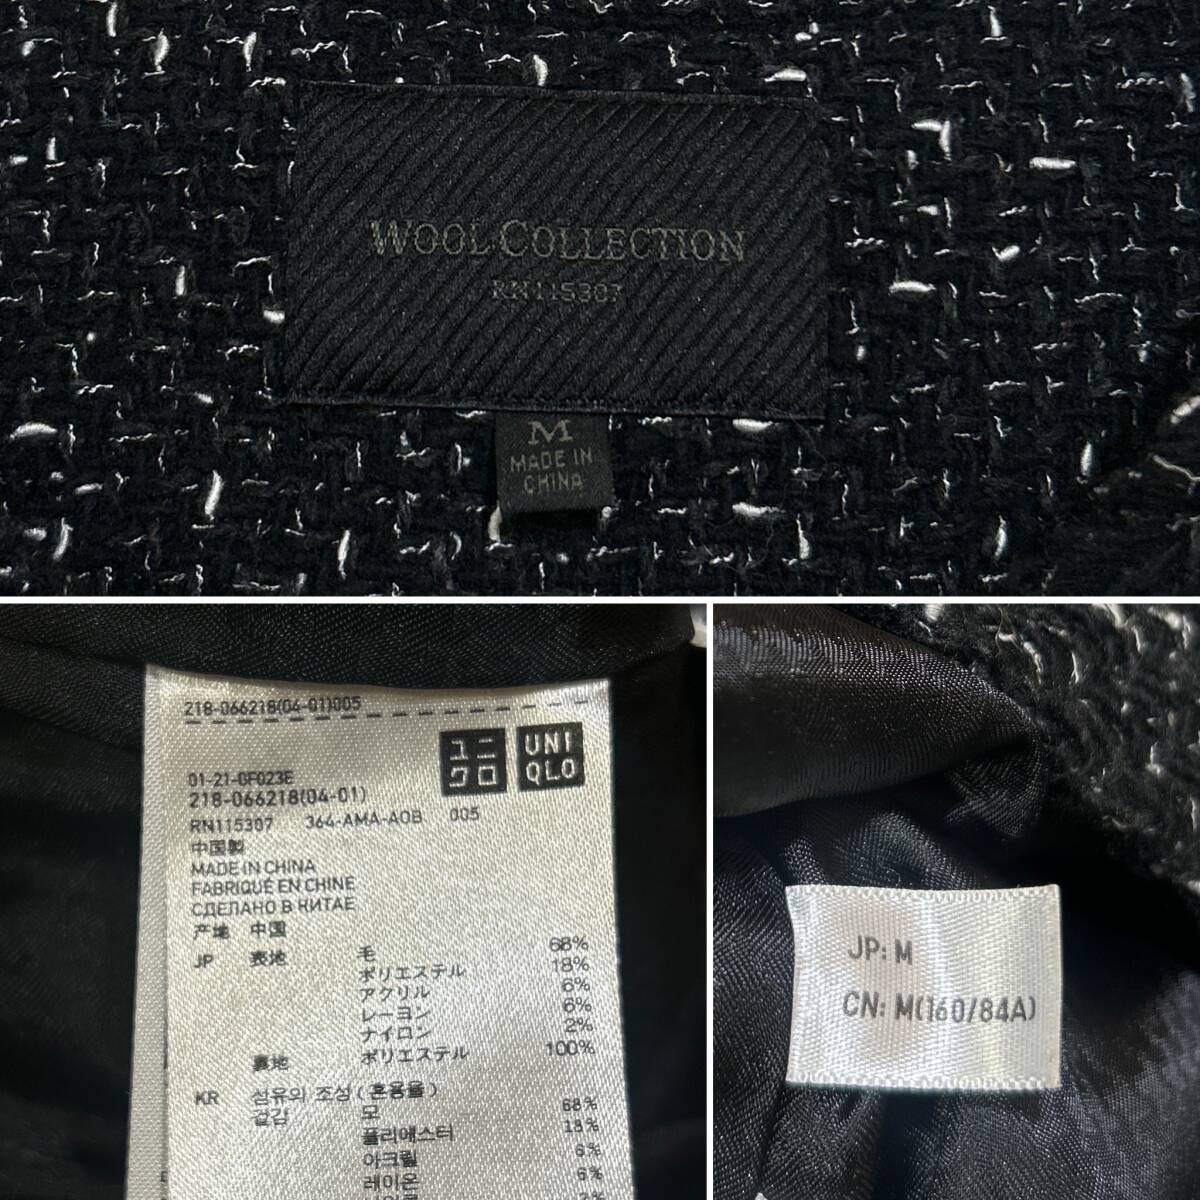 WOOL COLLECTION
RN115307
M
MADE IN
CHINA
218-066218(04-01)005
ユニ
クロ
UNI
QLO
01-21-0F023E
218-066218(04-01)
RN115307 364-AMA-AOB 005
中国製
MADE IN CHINA
FABRIQUÉ EN CHINE
СДЕЛАНО В КИТАЕ
产地 中国
JP 表地 毛 68%
ポリエステル 18%
アクリル 6%
レーヨン 6%
ナイロン 2%
裏地 ポリエステル 100%
KR 섬유의 조성 ( 혼용율 )
겉감 모 68%
폴리에스터 18%
아크릴 6%
레이온 6%
2%
JP: M
CN: M(160/84A)